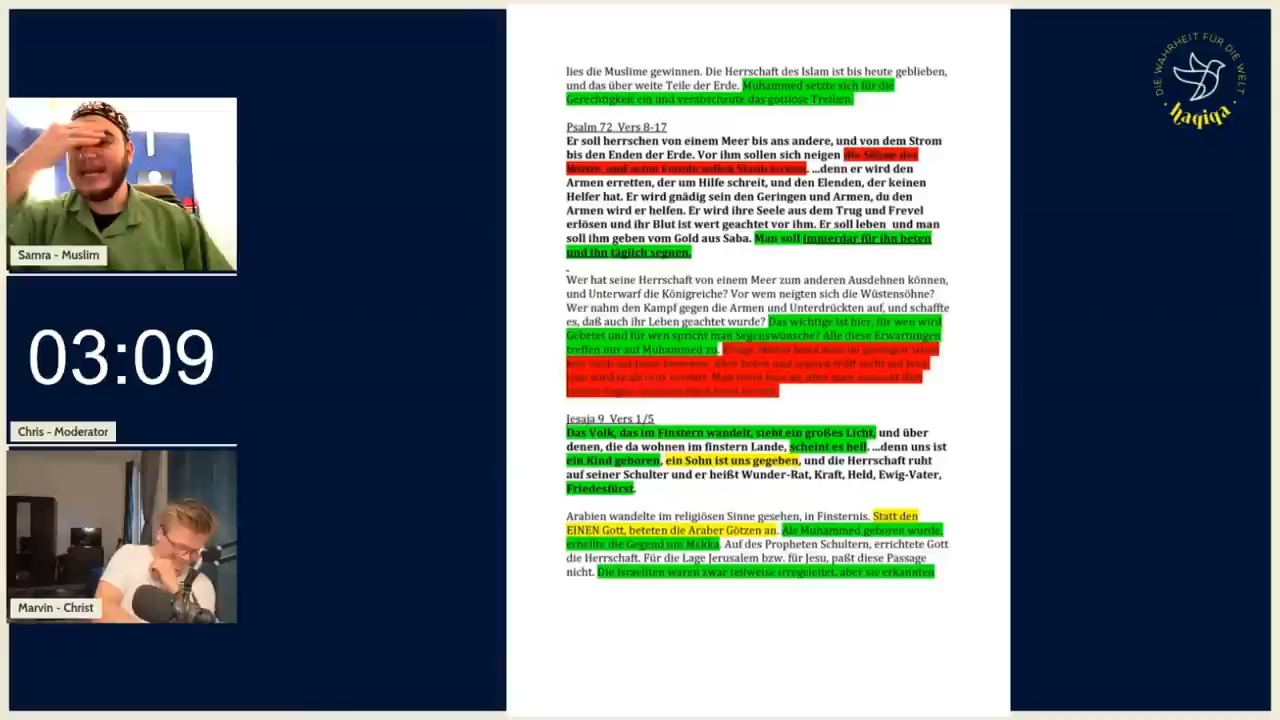 lies die Muslime gewinnen. Die Herrschaft des Islam ist bis heute geblieben,
und das über weite Teile der Erde. Muhammed setzte sich für die
Gerechtigkeit ein und verabscheute das gottlose Treiben.
Psalm 72 Vers 8-17
Er soll herrschen von einem Meer bis ans andere, und von dem Strom
bis den Enden der Erde. Vor ihm sollen sich neigen die Söhne der
Wüste, und seine Feinde sollen Staub lecken. ...denn er wird den
Armen erretten, der um Hilfe schreit, und den Elenden, der keinen
Helfer hat. Er wird gnädig sein den Geringen und Armen, du den
Armen wird er helfen. Er wird ihre Seele aus dem Trug und Frevel
erlösen und ihr Blut ist wert geachtet vor ihm. Er soll leben und man
soll ihm geben vom Gold aus Saba. Man soll immerdar für ihn beten
und ihn täglich segnen.
Wer hat seine Herrschaft von einem Meer zum anderen Ausdehnen können,
und Unterwarf die Königreiche? Vor wem neigten sich die Wüstensöhne?
Wer nahm den Kampf gegen die Armen und Unterdrückten auf, und schaffte
es, daß auch ihr Leben geachtet wurde? Das wichtige ist hier, für wen wird
Gebetet und für wen spricht man Segenswünsche? Alle diese Erwartungen
treffen nur auf Muhammed zu.
Jesaja 9 Vers 1/5
Das Volk, das im Finstern wandelt, sieht ein großes Licht, und über
denen, die da wohnen im finstern Lande, scheint es hell. ...denn uns ist
ein Kind geboren, ein Sohn ist uns gegeben, und die Herrschaft ruht
auf seiner Schulter und er heißt Wunder-Rat, Kraft, Held, Ewig-Vater,
Friedesfürst.
Arabien wandelte im religiösen Sinne gesehen, in Finsternis. Statt den
EINEN Gott, beteten die Araber Götzen an. Als Muhammed geboren wurde,
erhellte die Gegend um Mekka. Auf des Propheten Schultern, errichtete Gott
die Herrschaft. Für die Lage Jerusalem bzw. für Jesu, paßt diese Passage
nicht. Die Israeliten waren zwar teilweise irregeleitet, aber sie erkannten
Samra - Muslim
03:09
Chris - Moderator
Marvin - Christ
DIE WAHRHEIT FÜR DIE WELT
haqiqa